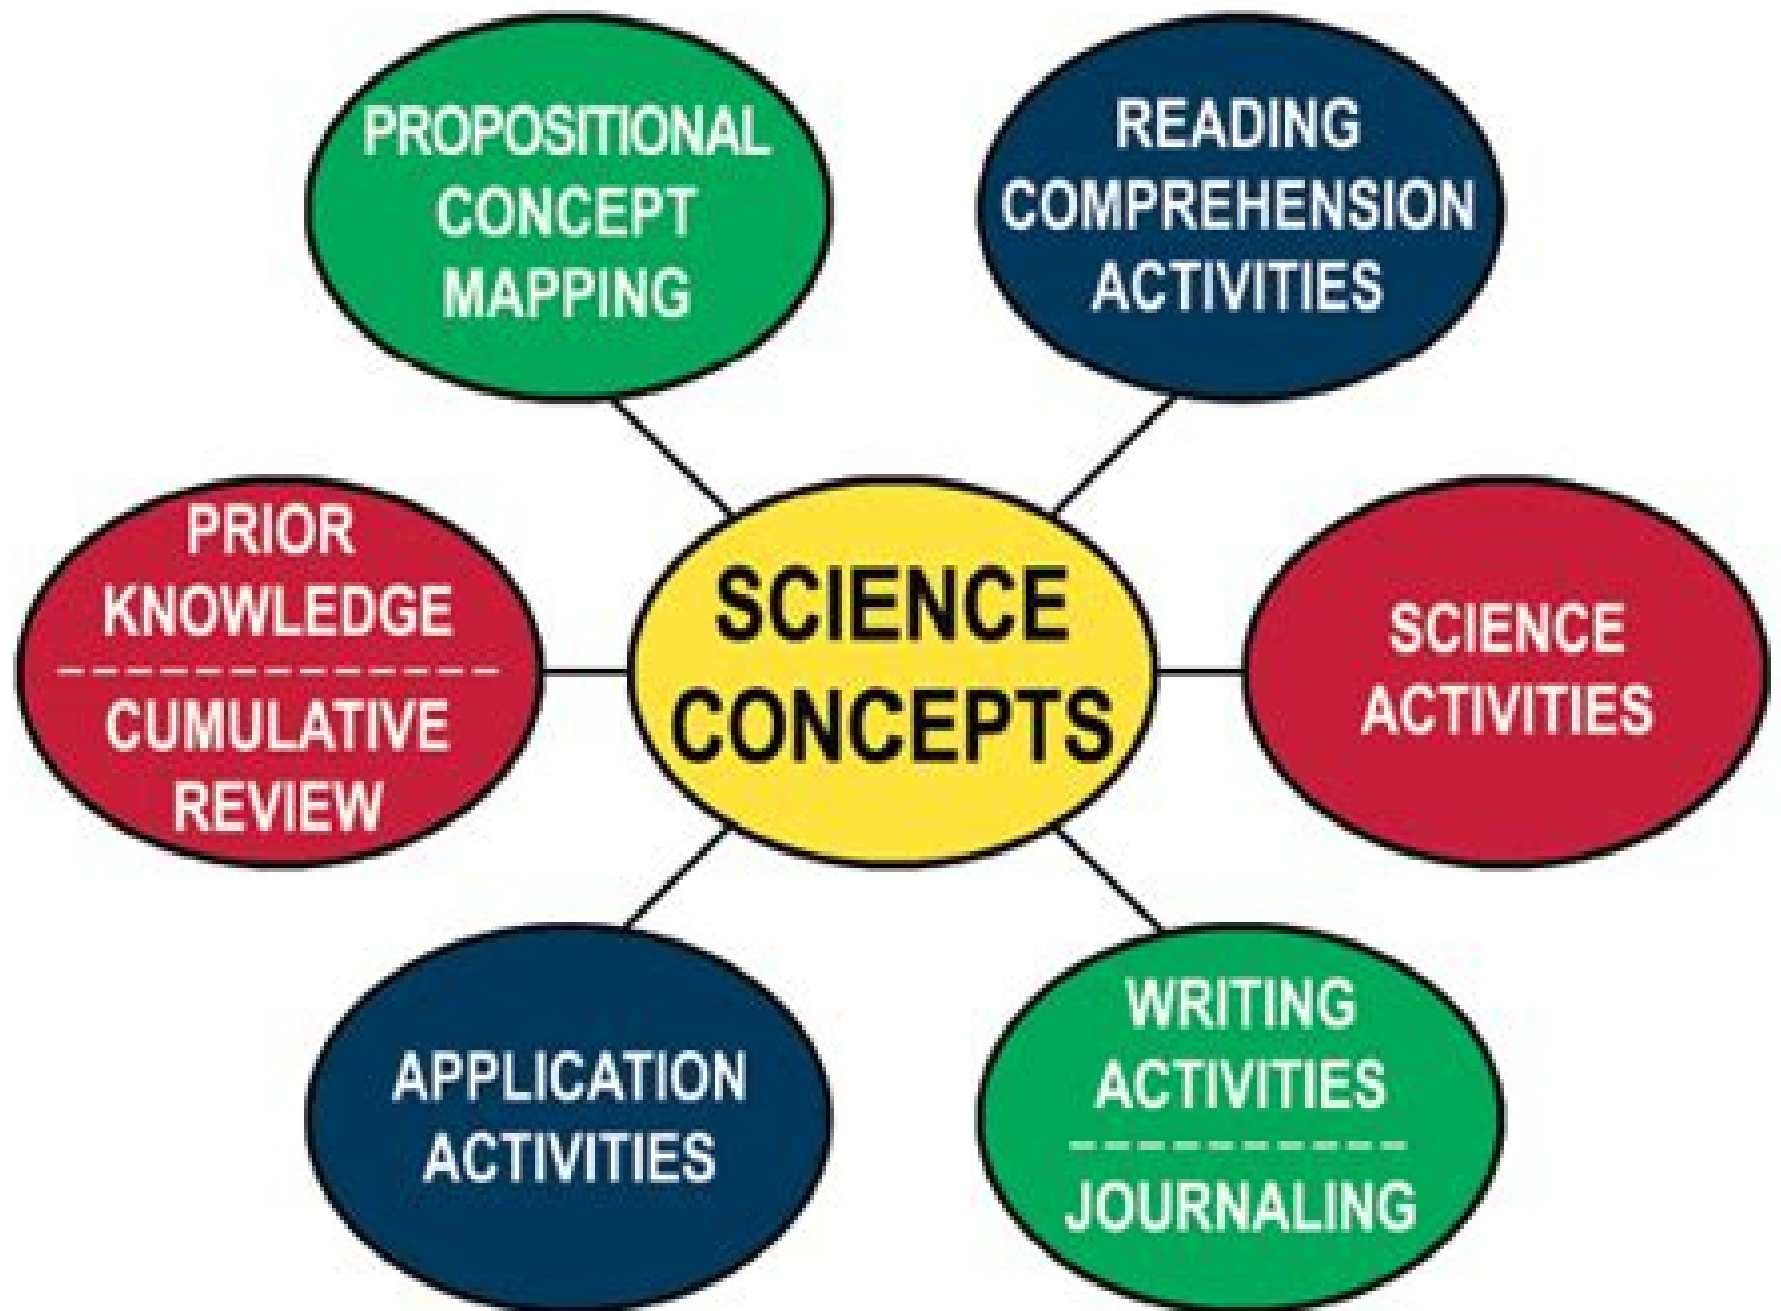 PROPOSITIONAL
CONCEPT
MAPPING
READING
COMPREHENSION
ACTIVITIES
PRIOR
KNOWLEDGE
CUMULATIVE
REVIEW
SCIENCE
CONCEPTS
SCIENCE
ACTIVITIES
APPLICATION
ACTIVITIES
WRITING
ACTIVITIES
JOURNALING